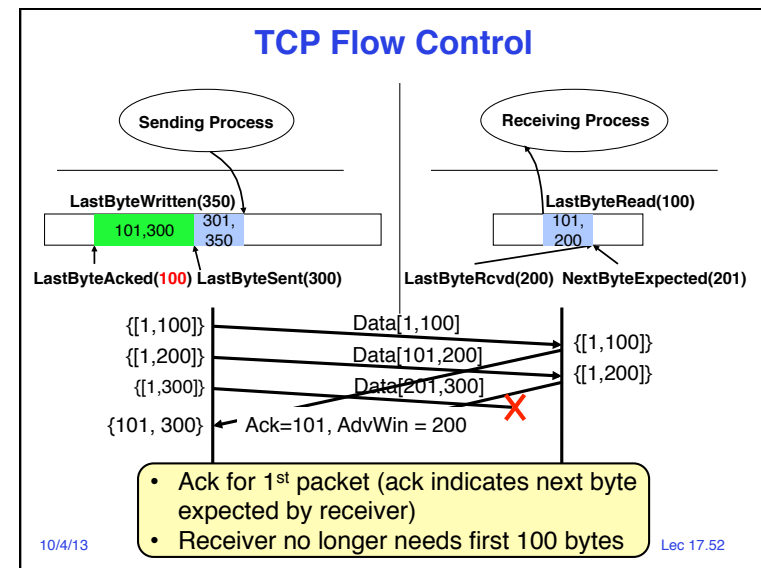 TCP Flow Control
Sending Process
Receiving Process
LastByteWritten(350)
LastByteRead(100)
101,300
301,
350
101,
200
LastByteAcked(100)
LastByteSent(300)
LastByteRcvd(200)
NextByteExpected(201)
{[1,100]}
Data[1,100]
{[1,100]}
{[1,200]}
Data[101,200]
{[1,200]}
{[1,300]}
Data[201,300]
{101, 300}
Ack=101, AdvWin = 200
• Ack for 1st packet (ack indicates next byte
expected by receiver)
• Receiver no longer needs first 100 bytes
10/4/13
Lec 17.52